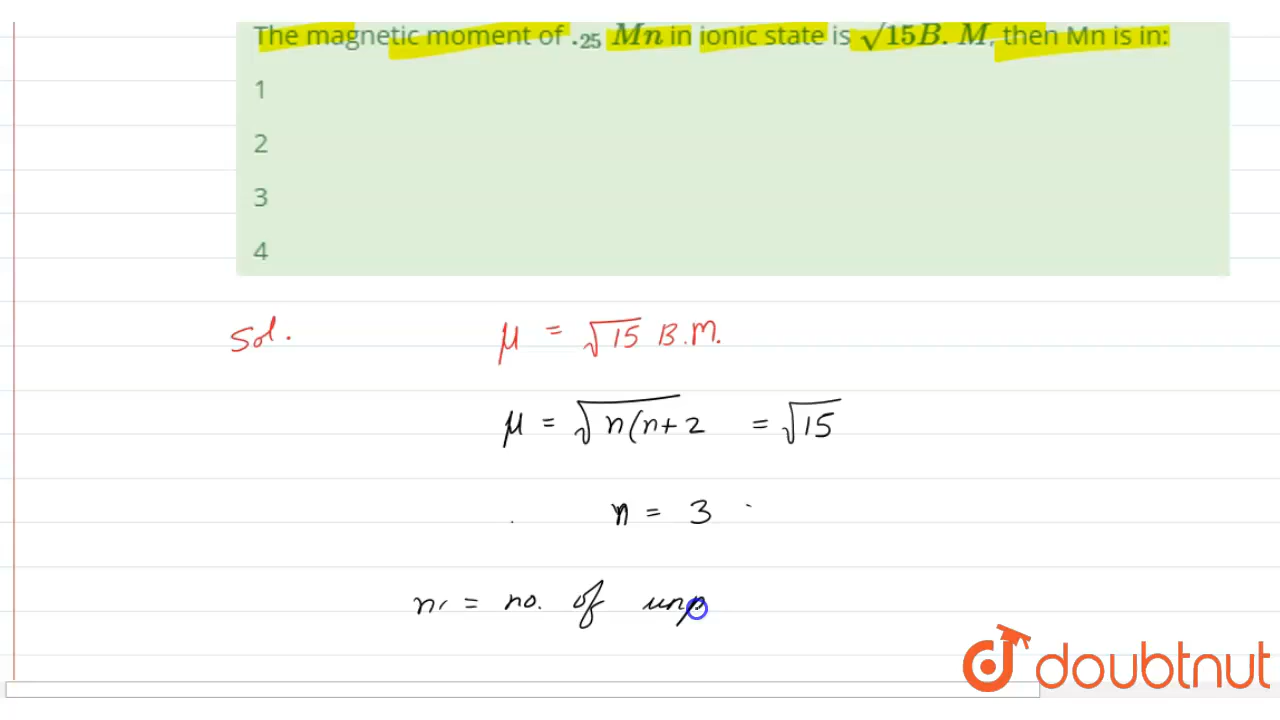 The magnetic moment of .₂₅ Mn in ionic state is √15B. M, then Mn is in:
1
2
3
4
Sol.
μ = √15 B.M.
μ = √n(n+2 = √15
n = 3
n = no. of unp
doubtnut